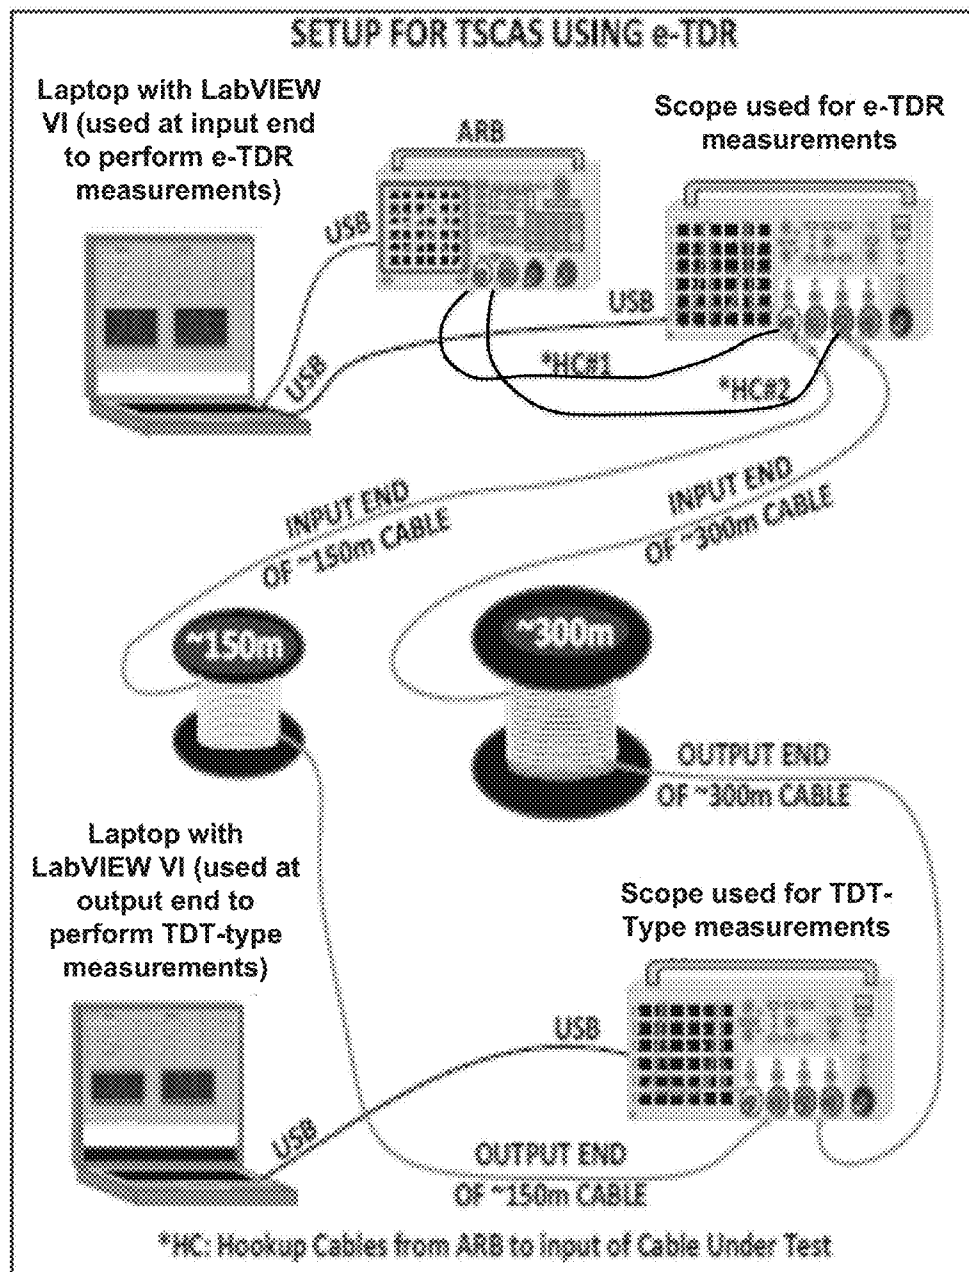 SETUP FOR TSCAS USING e-TDR
Laptop with LabVIEW
VI (used at input end
to perform e-TDR
measurements)
ARB
Scope used for e-TDR
measurements
USB
USB
USB
*HC#1
*HC#2
INPUT END
OF ~150m CABLE
INPUT END
OF ~300m CABLE
~150m
~300m
OUTPUT END
OF ~300m CABLE
Laptop with
LabVIEW VI (used at
output end to
perform TDT-type
measurements)
Scope used for TDT-
Type measurements
USB
USB
OUTPUT END
OF ~150m CABLE
*HC: Hookup Cables from ARB to input of Cable Under Test